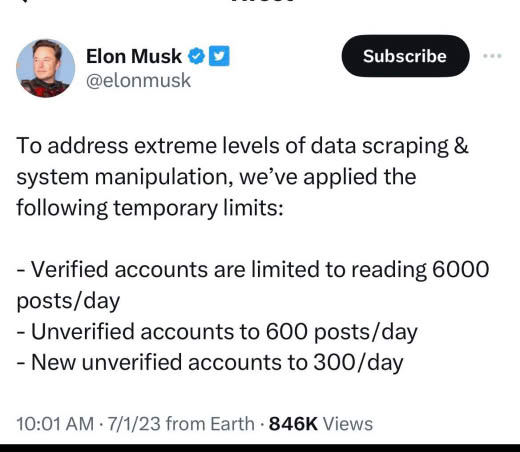 Elon Musk
@elonmusk
Subscribe
To address extreme levels of data scraping &
system manipulation, we’ve applied the
following temporary limits:
- Verified accounts are limited to reading 6000
posts/day
- Unverified accounts to 600 posts/day
- New unverified accounts to 300/day
10:01 AM · 7/1/23 from Earth · 846K Views